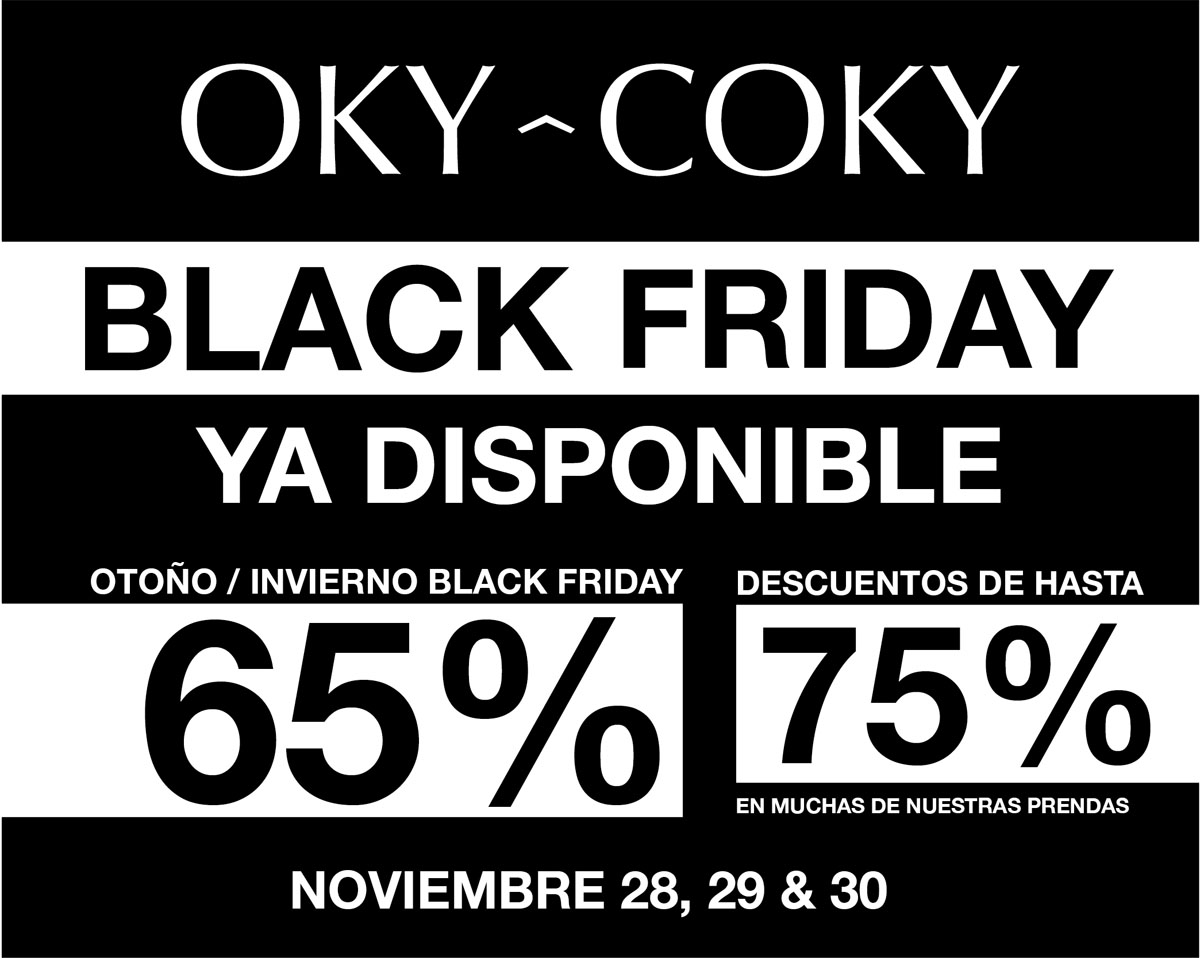 OKY ^ COKY
BLACK FRIDAY
YA DISPONIBLE
OTOÑO / INVIERNO BLACK FRIDAY
65%
DESCUENTOS DE HASTA
75%
EN MUCHAS DE NUESTRAS PRENDAS
NOVIEMBRE 28, 29 & 30